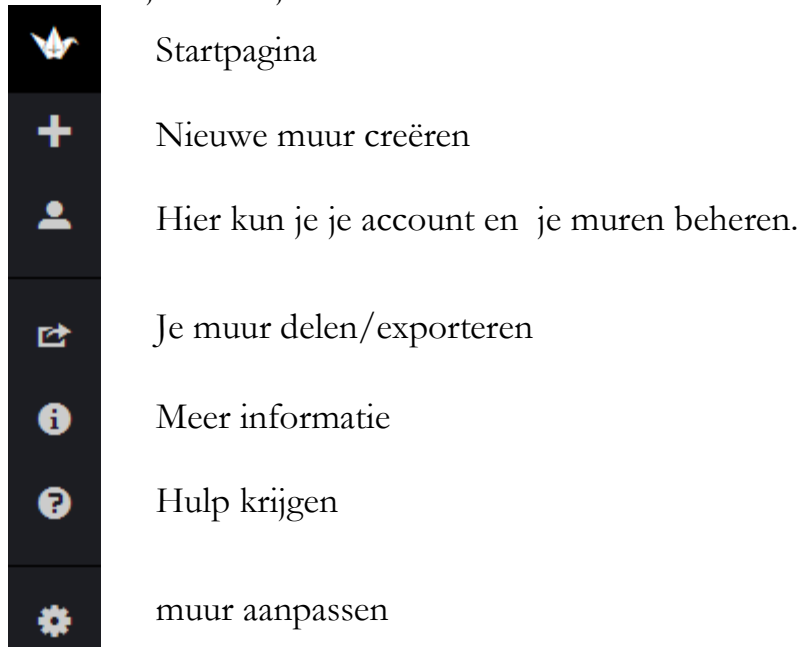 Startpagina
Nieuwe muur creëren
Hier kun je je account en je muren beheren.
Je muur delen/exporteren
Meer informatie
Hulp krijgen
muur aanpassen